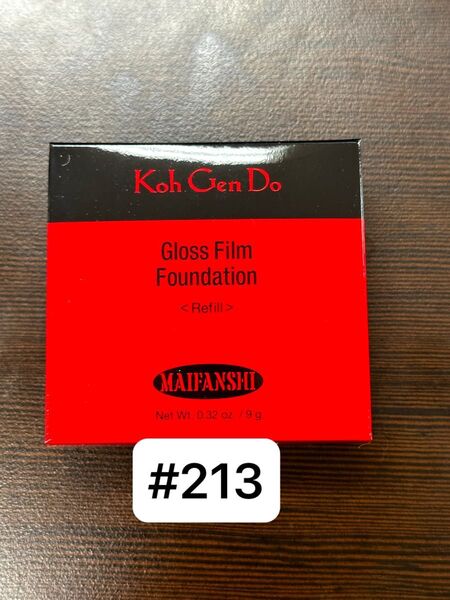 Koh Gen Do
Gloss Film
Foundation
<Refill>
MAIFANSHI
Net Wt. 0.32 oz. / 9 g
#213